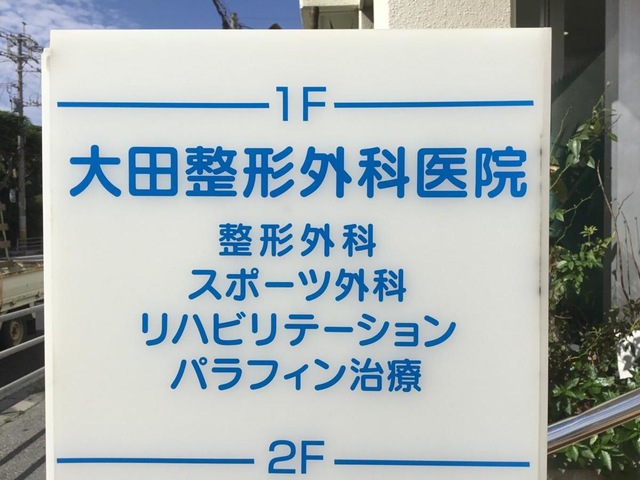 1F
大田整形外科医院
整形外科
スポーツ外科
リハビリテーション
パラフィン治療
2F